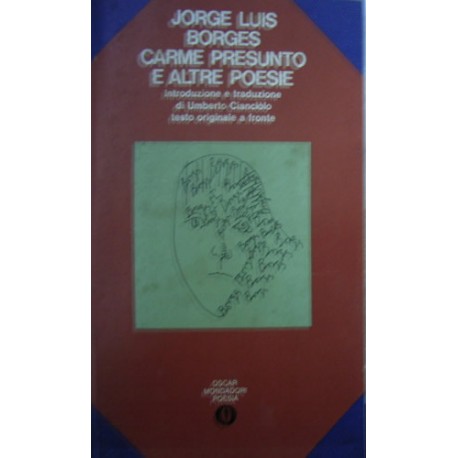 JORGE LUIS
BORGES
CARME PRESUNTO
E ALTRE POESIE
introduzione e traduzione
di Umberto Cianciòlo
testo originale a fronte
OSCAR
MONDADORI
POESIA